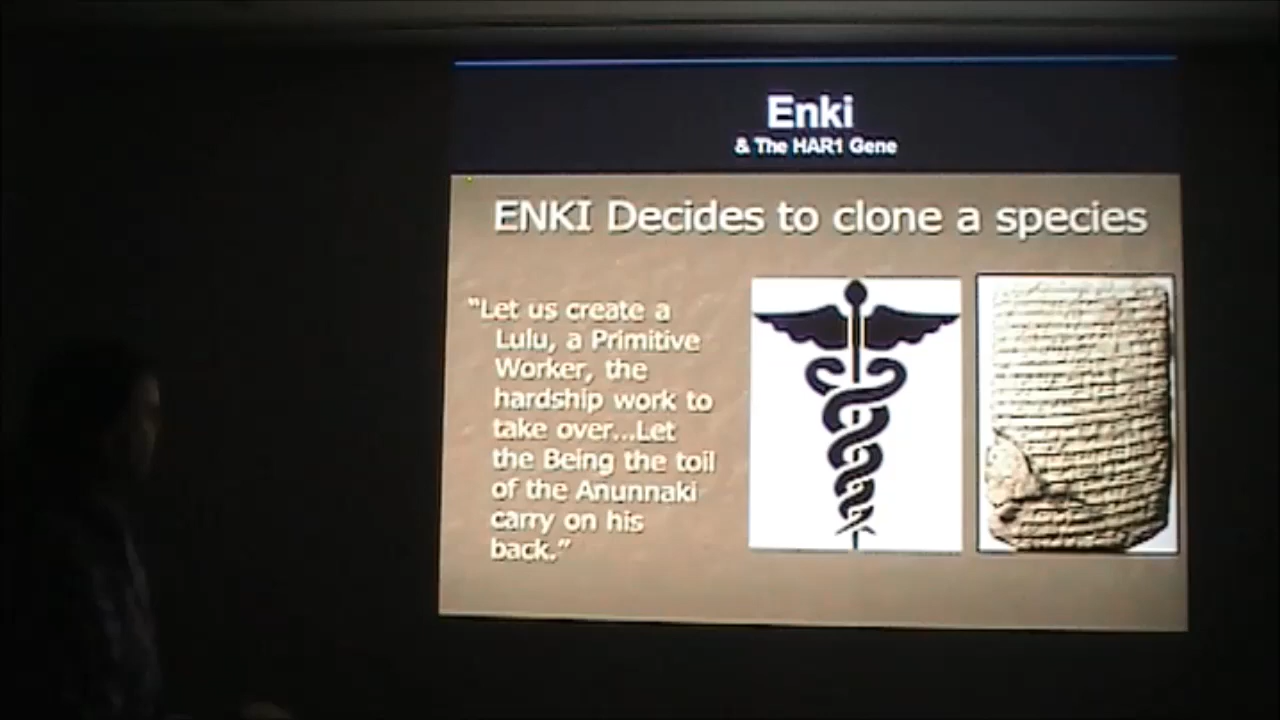 Enki
& The HAR1 Gene
ENKI Decides to clone a species
“Let us create a
Lulu, a Primitive
Worker, the
hardship work to
take over...Let
the Being the toil
of the Anunnaki
carry on his
back.”